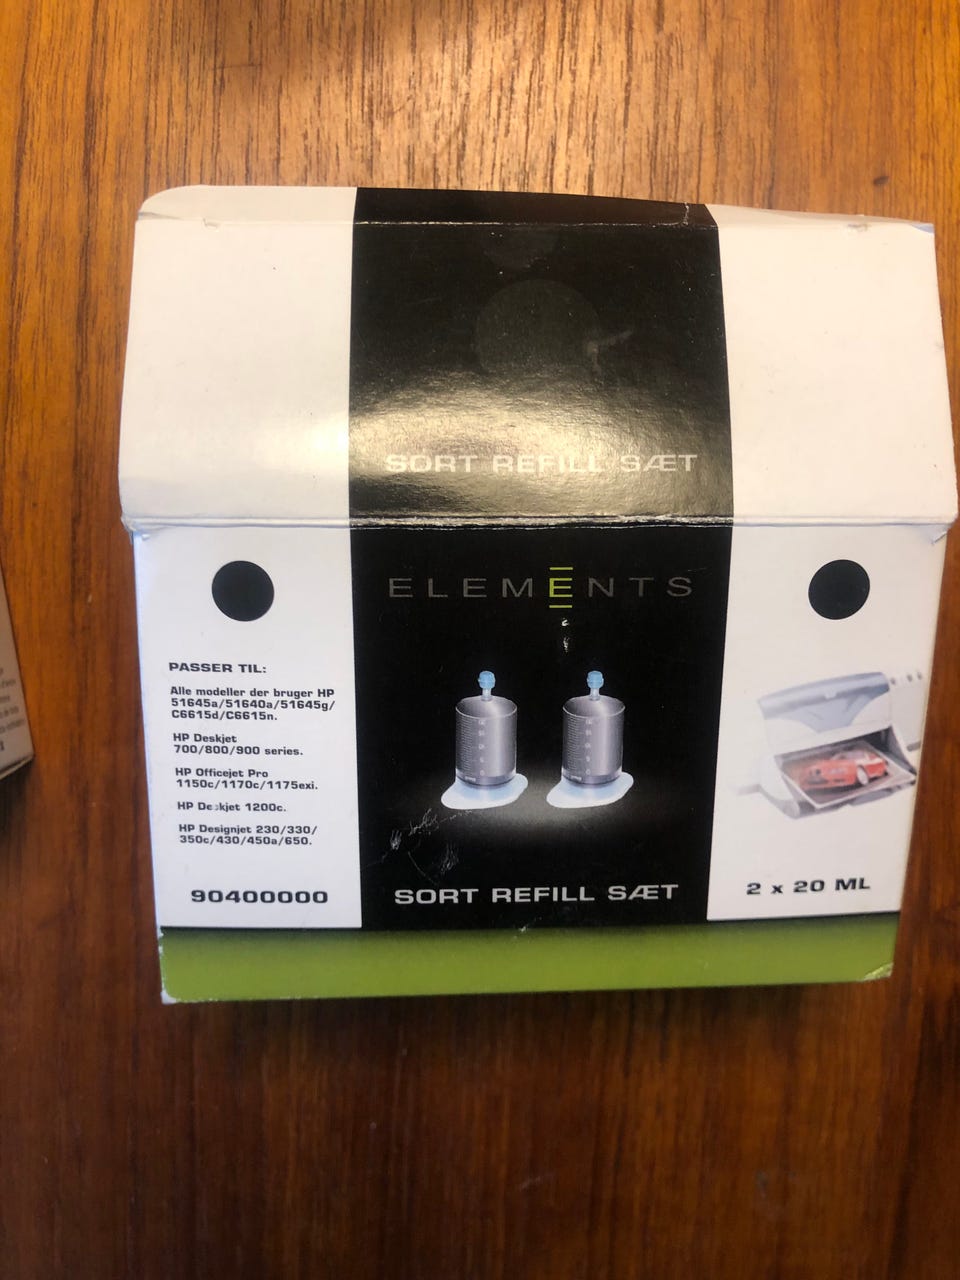 SORT REFILL SÆT
ELEMENTS
PASSER TIL:
Alle modeller der bruger HP
51645a/51640a/51645g/
C6615d/C6615n.
HP Deskjet
700/800/900 series.
HP Officejet Pro
1150c/1170c/1175exi.
HP Deskjet 1200c.
HP Designjet 230/330/
350c/430/450a/650.
90400000
SORT REFILL SÆT
2 x 20 ML